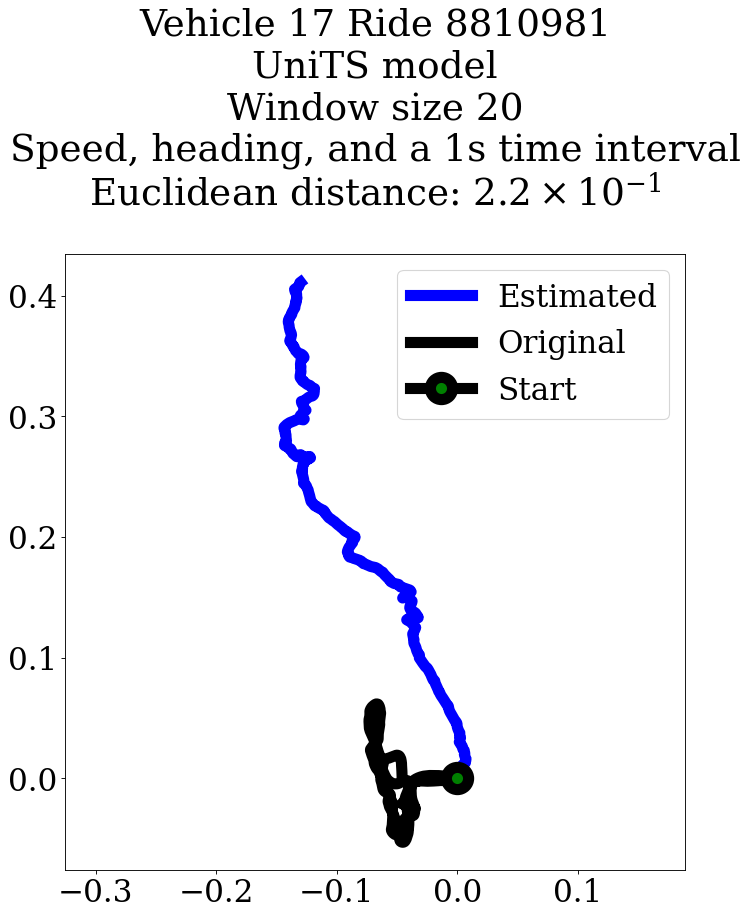 Vehicle 17 Ride 8810981
UniTS model
Window size 20
Speed, heading, and a 1s time interval
Euclidean distance: 2.2 × 10⁻¹
Estimated
Original
Start
0.4
0.3
0.2
0.1
0.0
−0.3 −0.2 −0.1 0.0 0.1